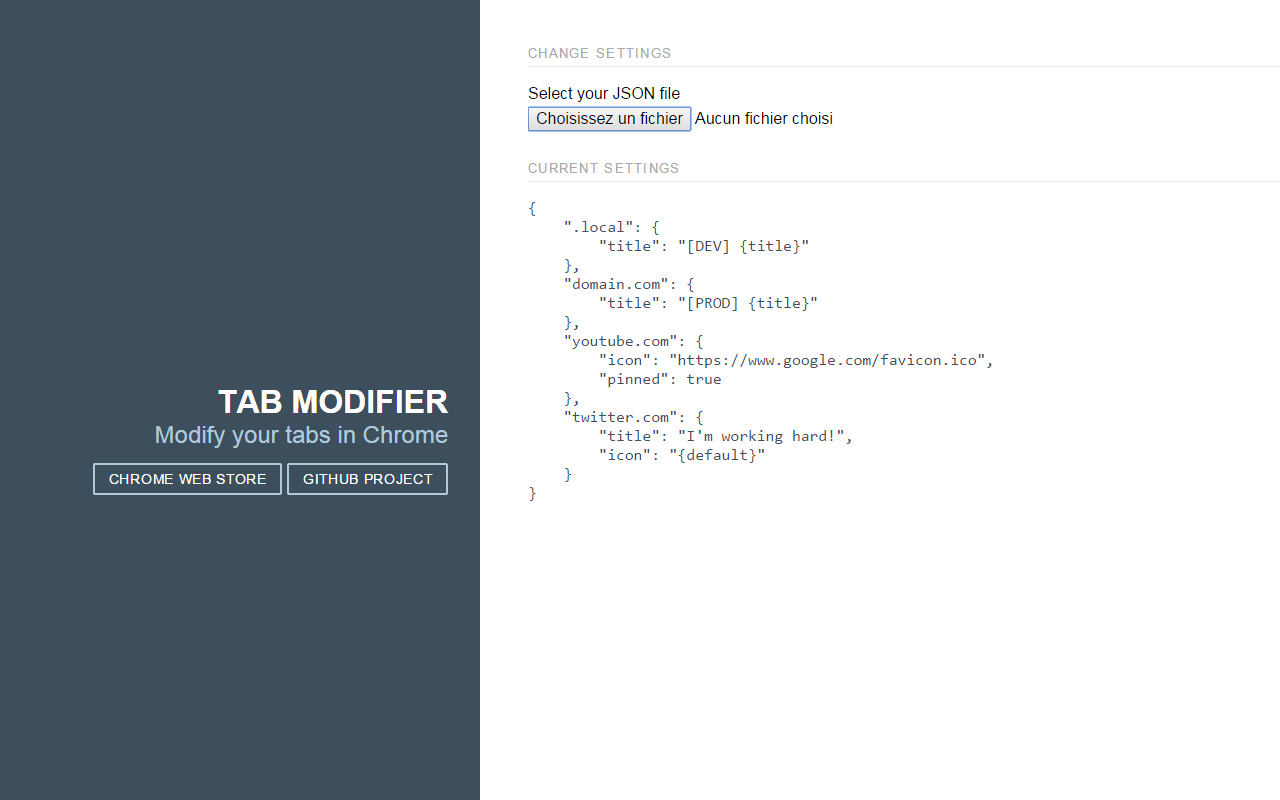 TAB MODIFIER
Modify your tabs in Chrome
CHROME WEB STORE GITHUB PROJECT
CHANGE SETTINGS
Select your JSON file
Choisissez un fichier Aucun fichier choisi
CURRENT SETTINGS
{
    ".local": {
        "title": "[DEV] {title}"
    },
    "domain.com": {
        "title": "[PROD] {title}"
    },
    "youtube.com": {
        "icon": "https://www.google.com/favicon.ico",
        "pinned": true
    },
    "twitter.com": {
        "title": "I'm working hard!",
        "icon": "{default}"
    }
}